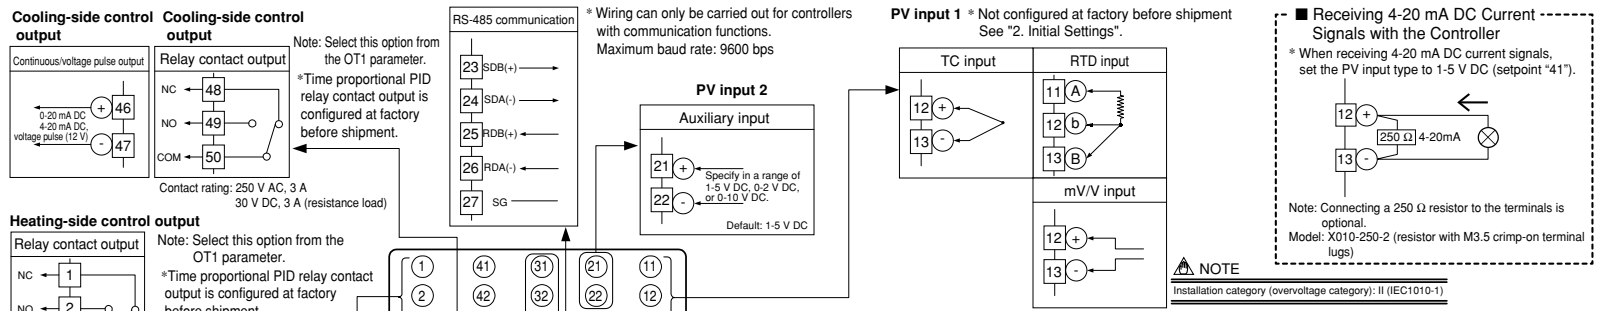 Cooling-side control
output
Continuous/voltage pulse output
+
46
0-20 mA DC
4-20 mA DC,
voltage pulse (12 V)
-
47
Cooling-side control
output
Relay contact output
NC
48
NO
49
COM
50
Note: Select this option from
the OT1 parameter.
*Time proportional PID
relay contact output is
configured at factory
before shipment.
Contact rating: 250 V AC, 3 A
30 V DC, 3 A (resistance load)
Heating-side control output
Relay contact output
NC
1
NO
2
Note: Select this option from the
OT1 parameter.
*Time proportional PID relay contact
output is configured at factory
before shipment.
RS-485 communication
23 SDB(+)
24 SDA(-)
25 RDB(+)
26 RDA(-)
27 SG
* Wiring can only be carried out for controllers
with communication functions.
Maximum baud rate: 9600 bps
PV input 2
Auxiliary input
21 +
22 -
Specify in a range of
1-5 V DC, 0-2 V DC,
or 0-10 V DC.
Default: 1-5 V DC
1 41 31 21 11
2 42 32 22 12
PV input 1 * Not configured at factory before shipment
See "2. Initial Settings".
TC input
12 +
13 -
RTD input
11 A
12 b
13 B
mV/V input
12 +
13 -
NOTE
Installation category (overvoltage category): II (IEC1010-1)
■ Receiving 4-20 mA DC Current
Signals with the Controller
* When receiving 4-20 mA DC current signals,
set the PV input type to 1-5 V DC (setpoint “41”).
12 +
250 Ω 4-20mA
13 -
Note: Connecting a 250 Ω resistor to the terminals is
optional.
Model: X010-250-2 (resistor with M3.5 crimp-on terminal
lugs)